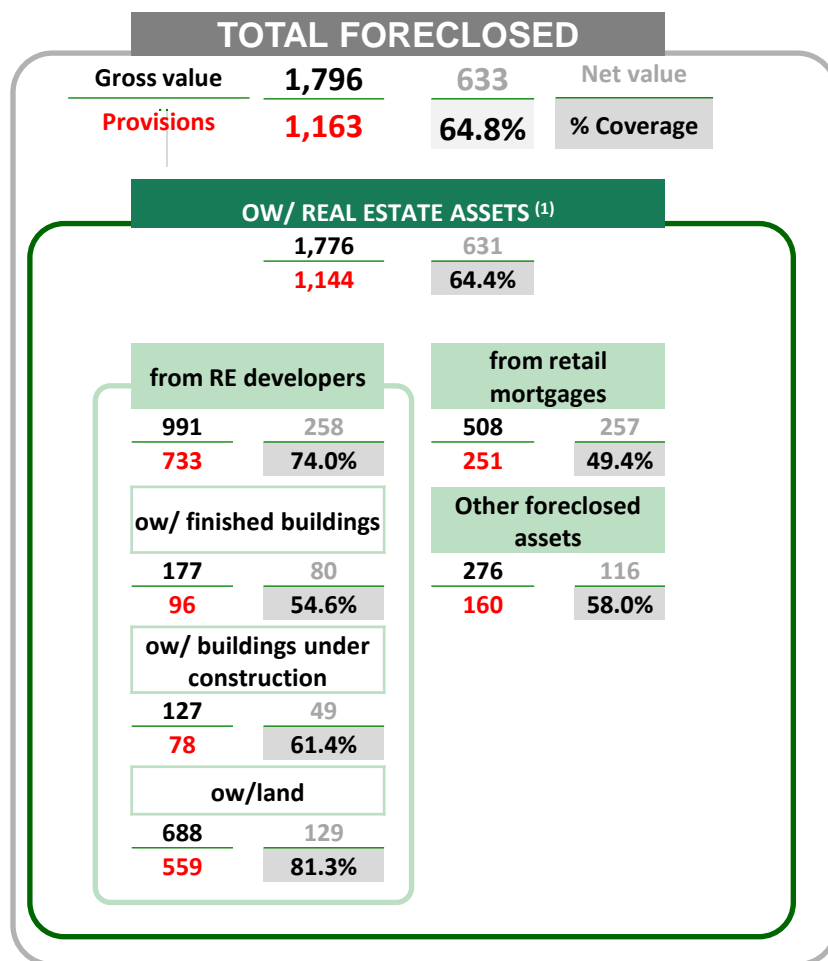 TOTAL FORECLOSED
Gross value 1,796 633 Net value
Provisions 1,163 64.8% % Coverage
OW/ REAL ESTATE ASSETS (1)
1,776 631
1,144 64.4%
from RE developers
991 258
733 74.0%
ow/ finished buildings
177 80
96 54.6%
ow/ buildings under
construction
127 49
78 61.4%
ow/land
688 129
559 81.3%
from retail
mortgages
508 257
251 49.4%
Other foreclosed
assets
276 116
160 58.0%